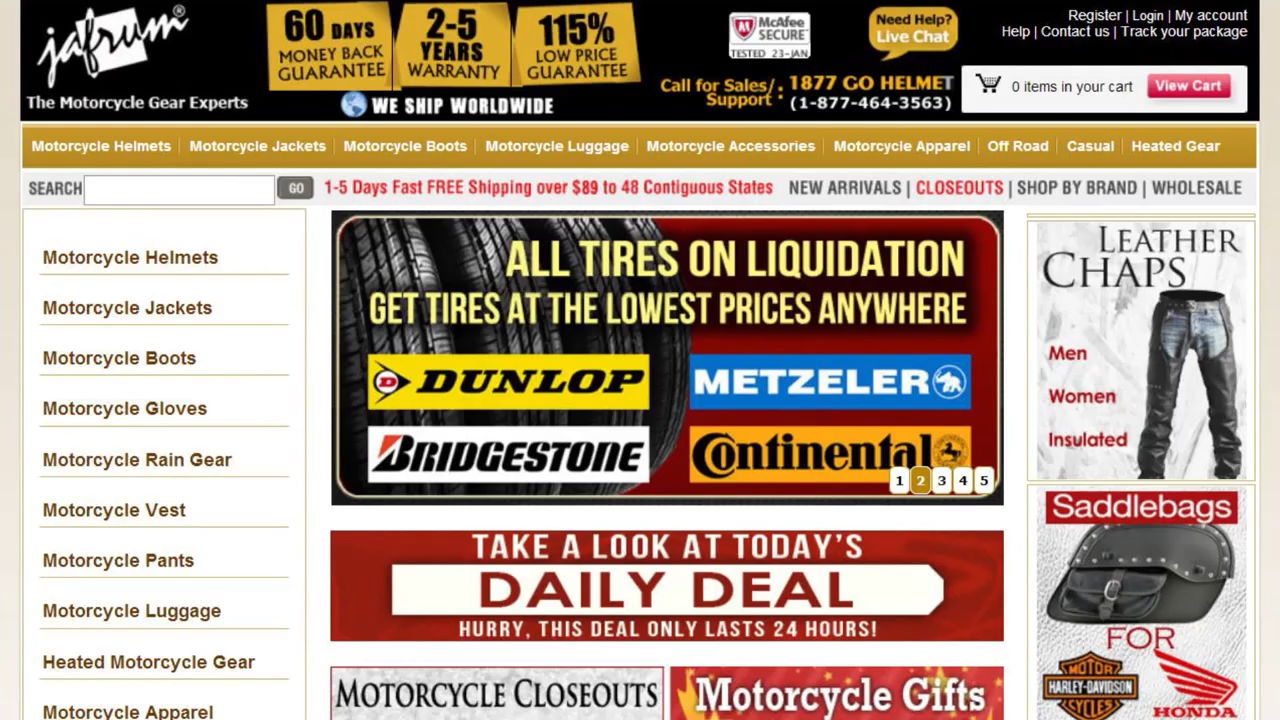 jafrum®
The Motorcycle Gear Experts
60 DAYS
MONEY BACK
GUARANTEE
2-5
YEARS
WARRANTY
115%
LOW PRICE
GUARANTEE
WE SHIP WORLDWIDE
McAfee
SECURE™
TESTED 23-JAN
Need Help?
Live Chat
Call for Sales/
Support :
1877 GO HELMET
(1-877-464-3563)
Register | Login | My account
Help | Contact us | Track your package
0 items in your cart
View Cart
Motorcycle Helmets
Motorcycle Jackets
Motorcycle Boots
Motorcycle Luggage
Motorcycle Accessories
Motorcycle Apparel
Off Road
Casual
Heated Gear
SEARCH
GO
1-5 Days Fast FREE Shipping over $89 to 48 Contiguous States
NEW ARRIVALS | CLOSEOUTS | SHOP BY BRAND | WHOLESALE
Motorcycle Helmets
Motorcycle Jackets
Motorcycle Boots
Motorcycle Gloves
Motorcycle Rain Gear
Motorcycle Vest
Motorcycle Pants
Motorcycle Luggage
Heated Motorcycle Gear
Motorcycle Apparel
ALL TIRES ON LIQUIDATION
GET TIRES AT THE LOWEST PRICES ANYWHERE
D DUNLOP
METZELER
BRIDGESTONE
Continental
1 2 3 4 5
TAKE A LOOK AT TODAY'S
DAILY DEAL
HURRY, THIS DEAL ONLY LASTS 24 HOURS!
MOTORCYCLE CLOSEOUTS
Motorcycle Gifts
LEATHER
CHAPS
Men
Women
Insulated
Saddlebags
FOR
MOTOR
HARLEY-DAVIDSON
CYCLES
HONDA